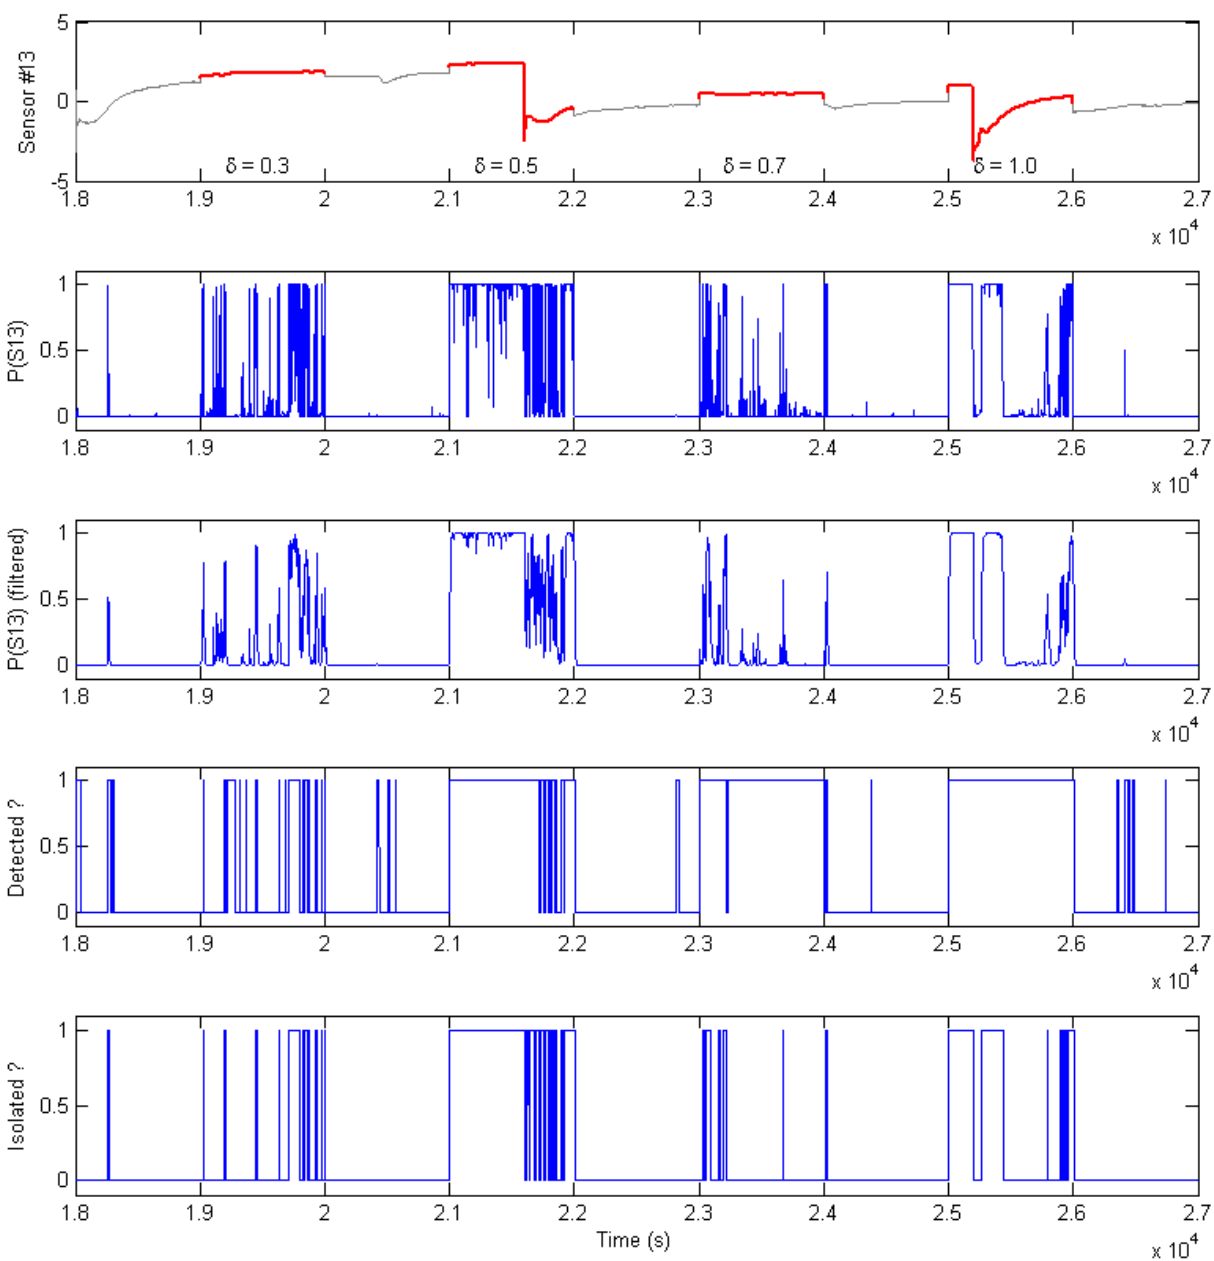 Sensor #13
5
0
-5
δ = 0.3
δ = 0.5
δ = 0.7
δ = 1.0
1.8 1.9 2 2.1 2.2 2.3 2.4 2.5 2.6 2.7
x 10^4
P(S13)
1
0.5
0
1.8 1.9 2 2.1 2.2 2.3 2.4 2.5 2.6 2.7
x 10^4
P(S13) (filtered)
1
0.5
0
1.8 1.9 2 2.1 2.2 2.3 2.4 2.5 2.6 2.7
x 10^4
Detected ?
1
0.5
0
1.8 1.9 2 2.1 2.2 2.3 2.4 2.5 2.6 2.7
x 10^4
Isolated ?
1
0.5
0
1.8 1.9 2 2.1 2.2 2.3 2.4 2.5 2.6 2.7
Time (s)
x 10^4